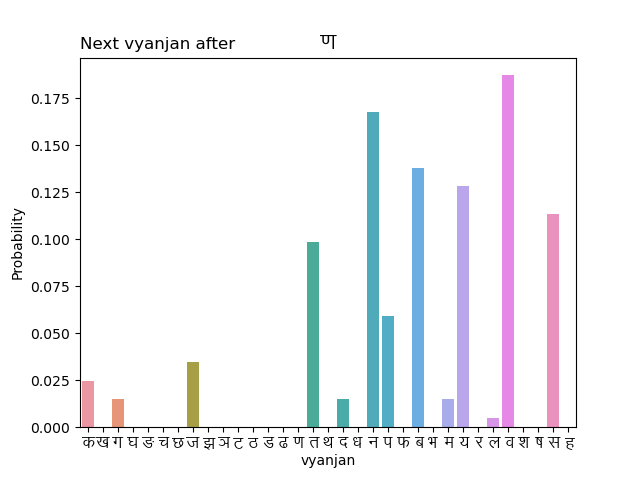 Next vyanjan after ण
Probability
0.175
0.150
0.125
0.100
0.075
0.050
0.025
0.000
क ख ग घ ङ च छ ज झ ञ ट ठ ड ढ ण त थ द ध न प फ ब भ म य र ल व श ष स ह
vyanjan